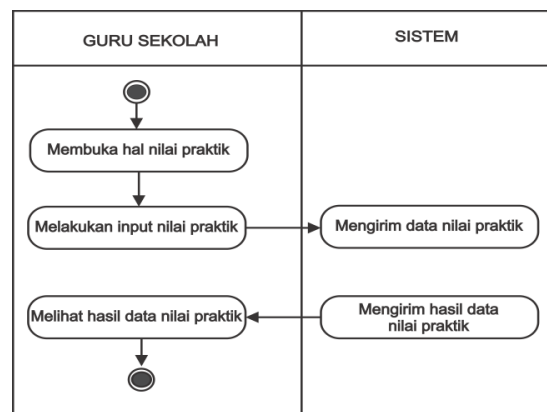 GURU SEKOLAH
SISTEM
Membuka hal nilai praktik
Melakukan input nilai praktik
Mengirim data nilai praktik
Melihat hasil data nilai praktik
Mengirim hasil data
nilai praktik